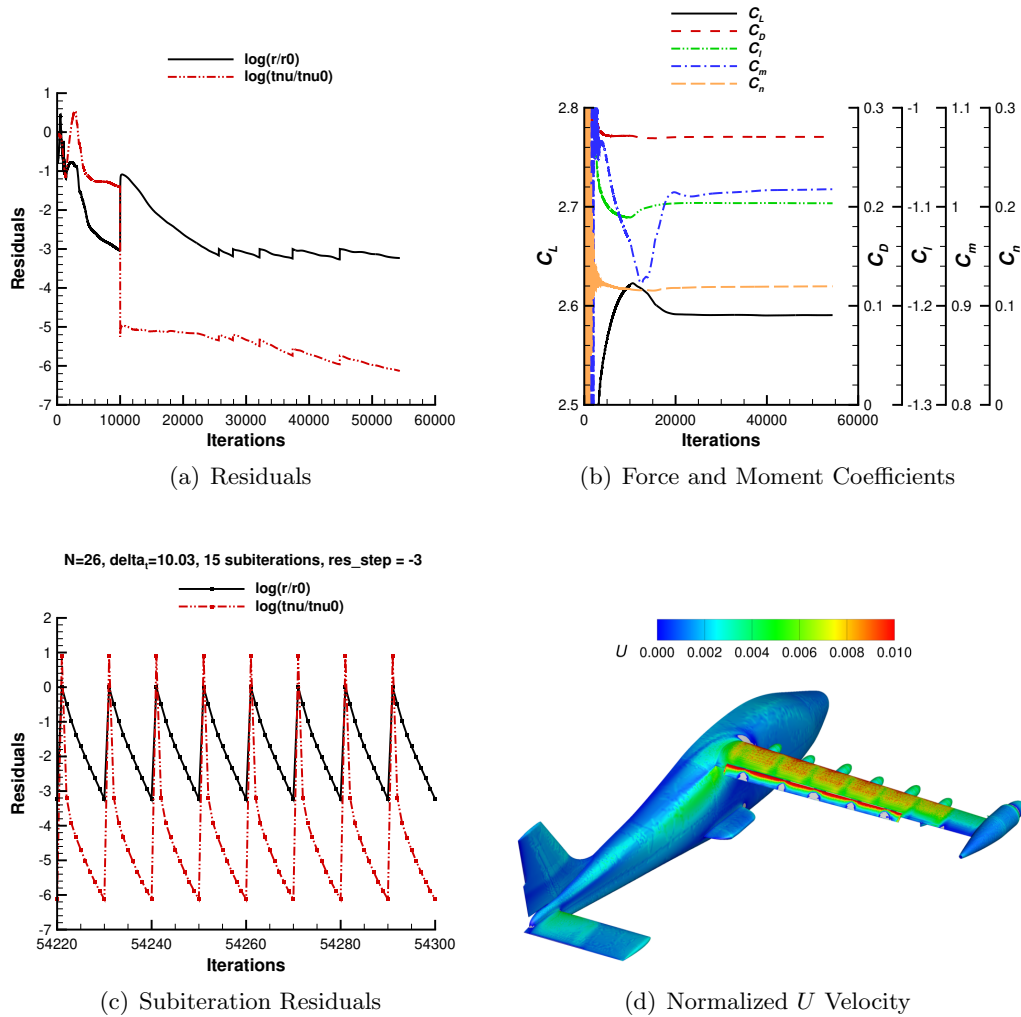 log(r/r0)
log(tnu/tnu0)
1
0
-1
-2
-3
-4
-5
-6
-7
Residuals
0 10000 20000 30000 40000 50000 60000
Iterations
(a) Residuals
C_L
C_D
C_l
C_m
C_n
2.8
2.7
2.6
2.5
C_L
0 20000 40000 60000
Iterations
0.3
0.2
0.1
0
C_D
-1
-1.1
-1.2
-1.3
C_l
1.1
1
0.9
0.8
C_m
0.3
0.2
0.1
0
C_n
(b) Force and Moment Coefficients
N=26, delta_t=10.03, 15 subiterations, res_step = -3
log(r/r0)
log(tnu/tnu0)
2
1
0
-1
-2
-3
-4
-5
-6
-7
Residuals
54220 54240 54260 54280 54300
Iterations
(c) Subiteration Residuals
U 0.000 0.002 0.004 0.006 0.008 0.010
(d) Normalized U Velocity